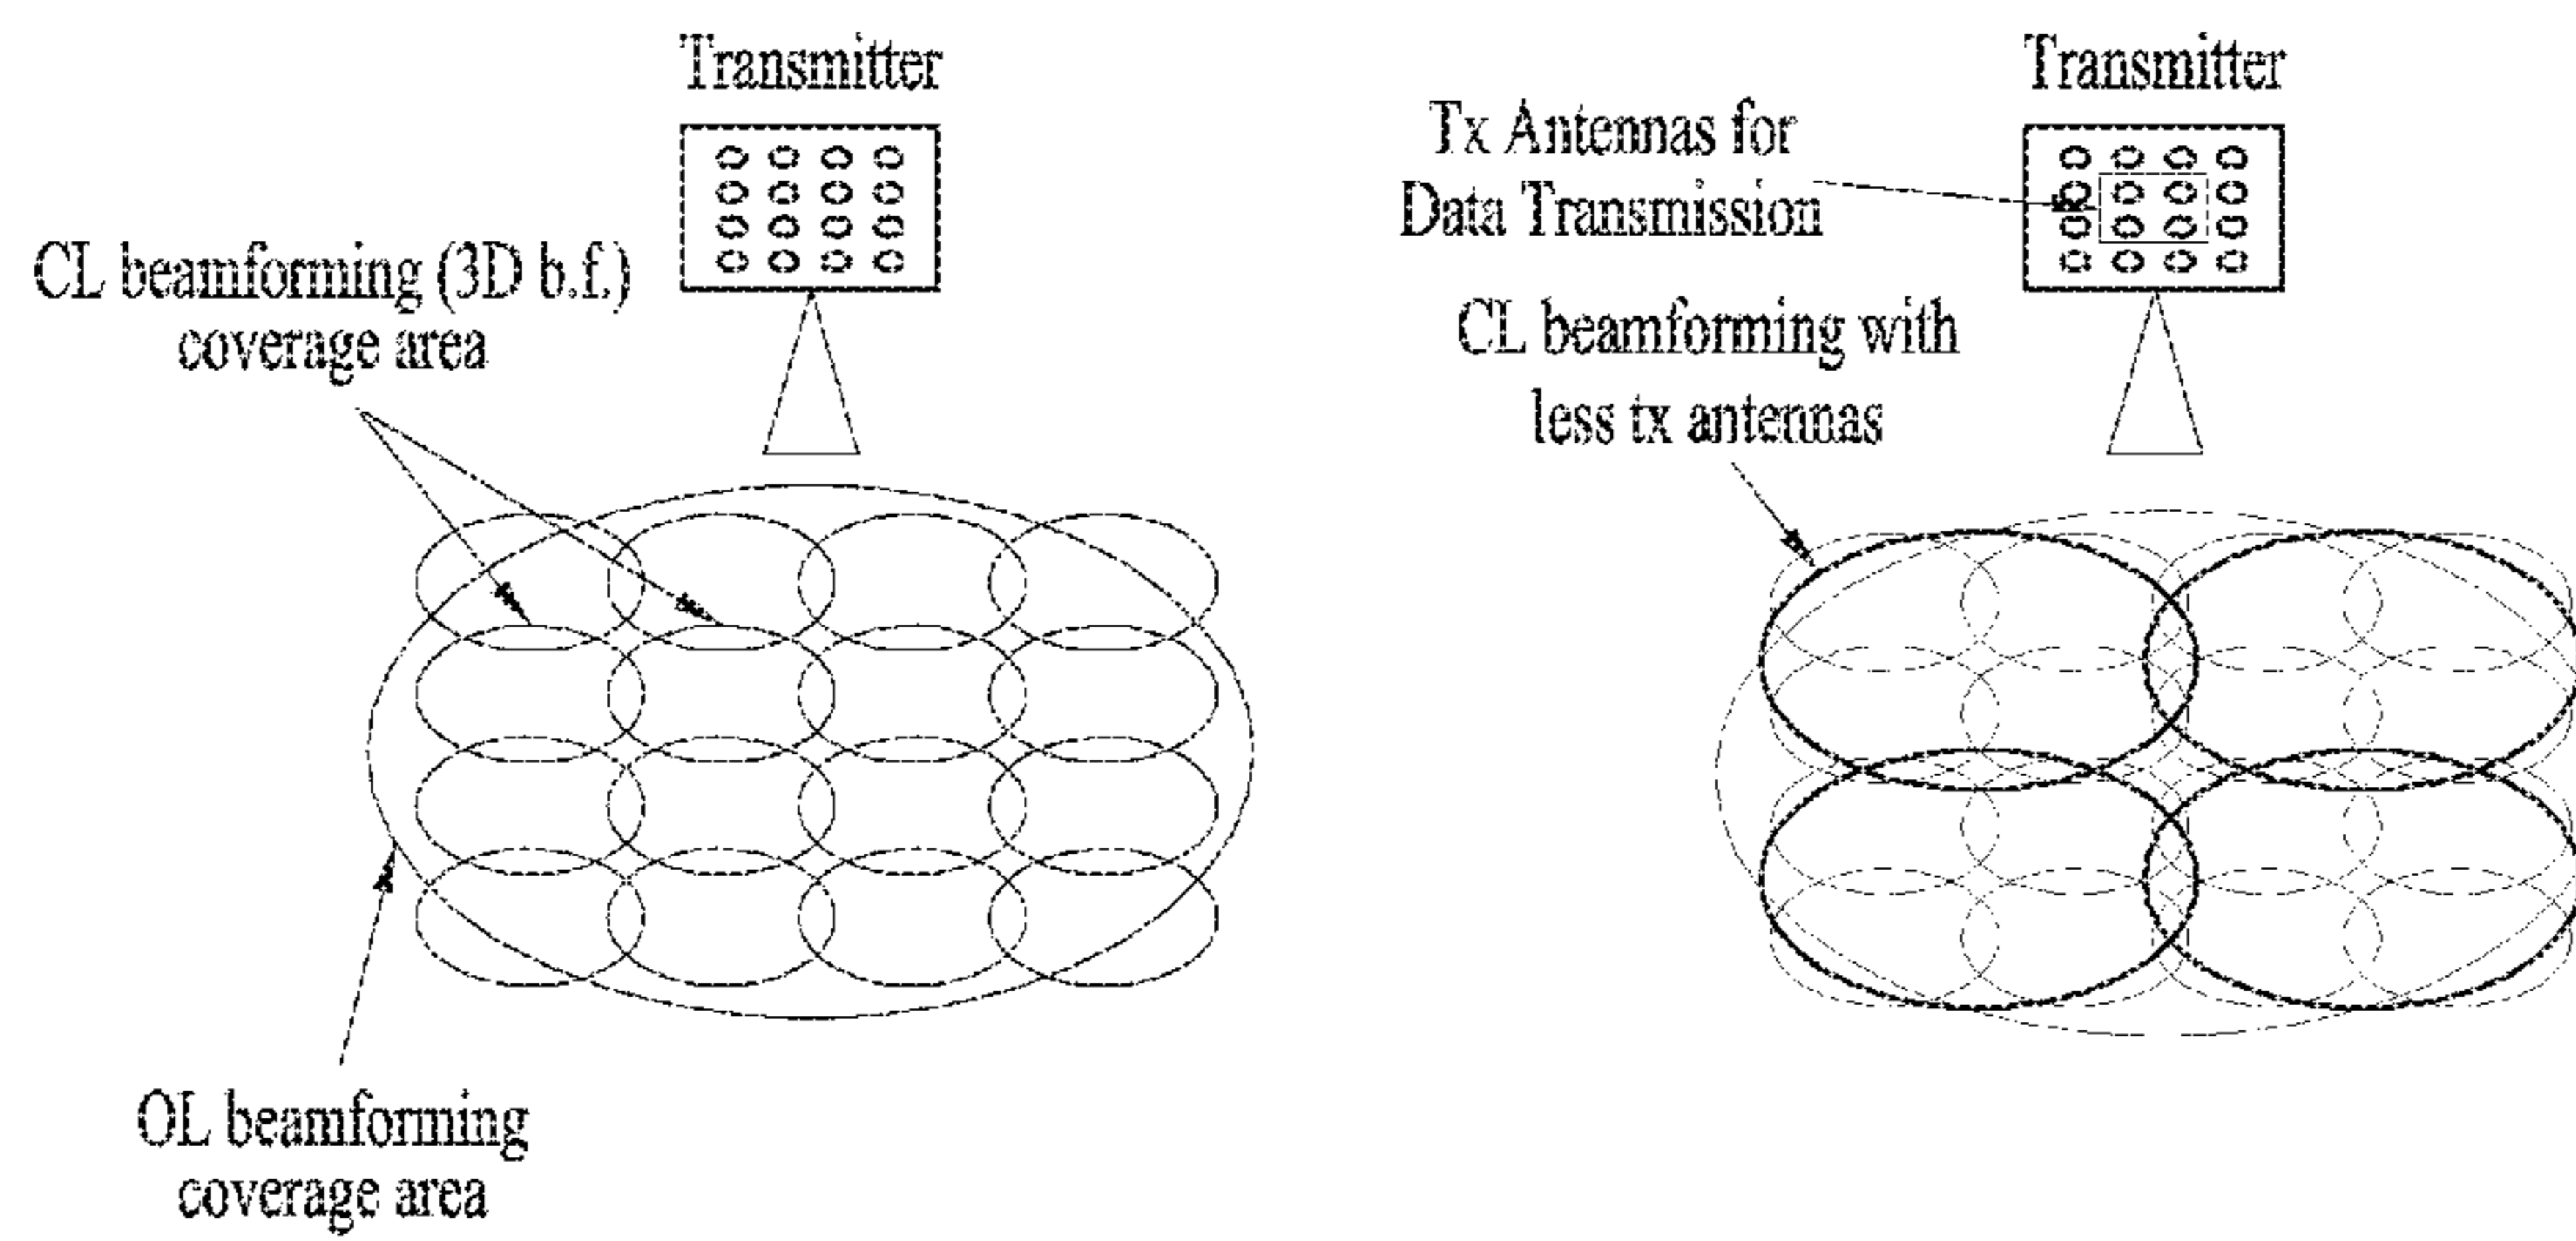 Transmitter
CL beamforming (3D b.f.)
coverage area
OL beamforming
coverage area
Transmitter
Tx Antennas for
Data Transmission
CL beamforming with
less tx antennas